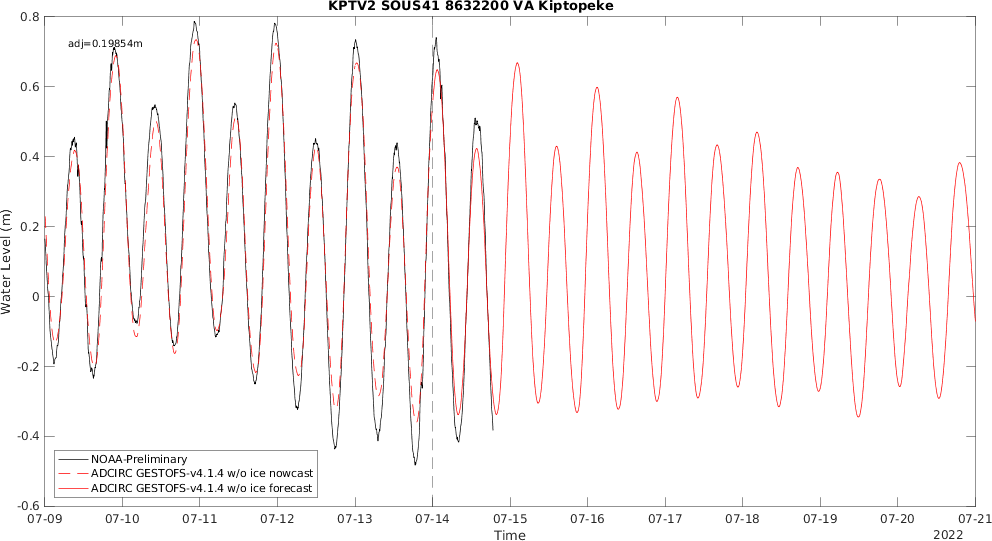 KPTV2 SOUS41 8632200 VA Kiptopeke
adj=0.19854m
0.8
0.6
0.4
0.2
0
-0.2
-0.4
-0.6
Water Level (m)
NOAA-Preliminary
ADCIRC GESTOFS-v4.1.4 w/o ice nowcast
ADCIRC GESTOFS-v4.1.4 w/o ice forecast
07-09 07-10 07-11 07-12 07-13 07-14 07-15 07-16 07-17 07-18 07-19 07-20 07-21
Time
2022